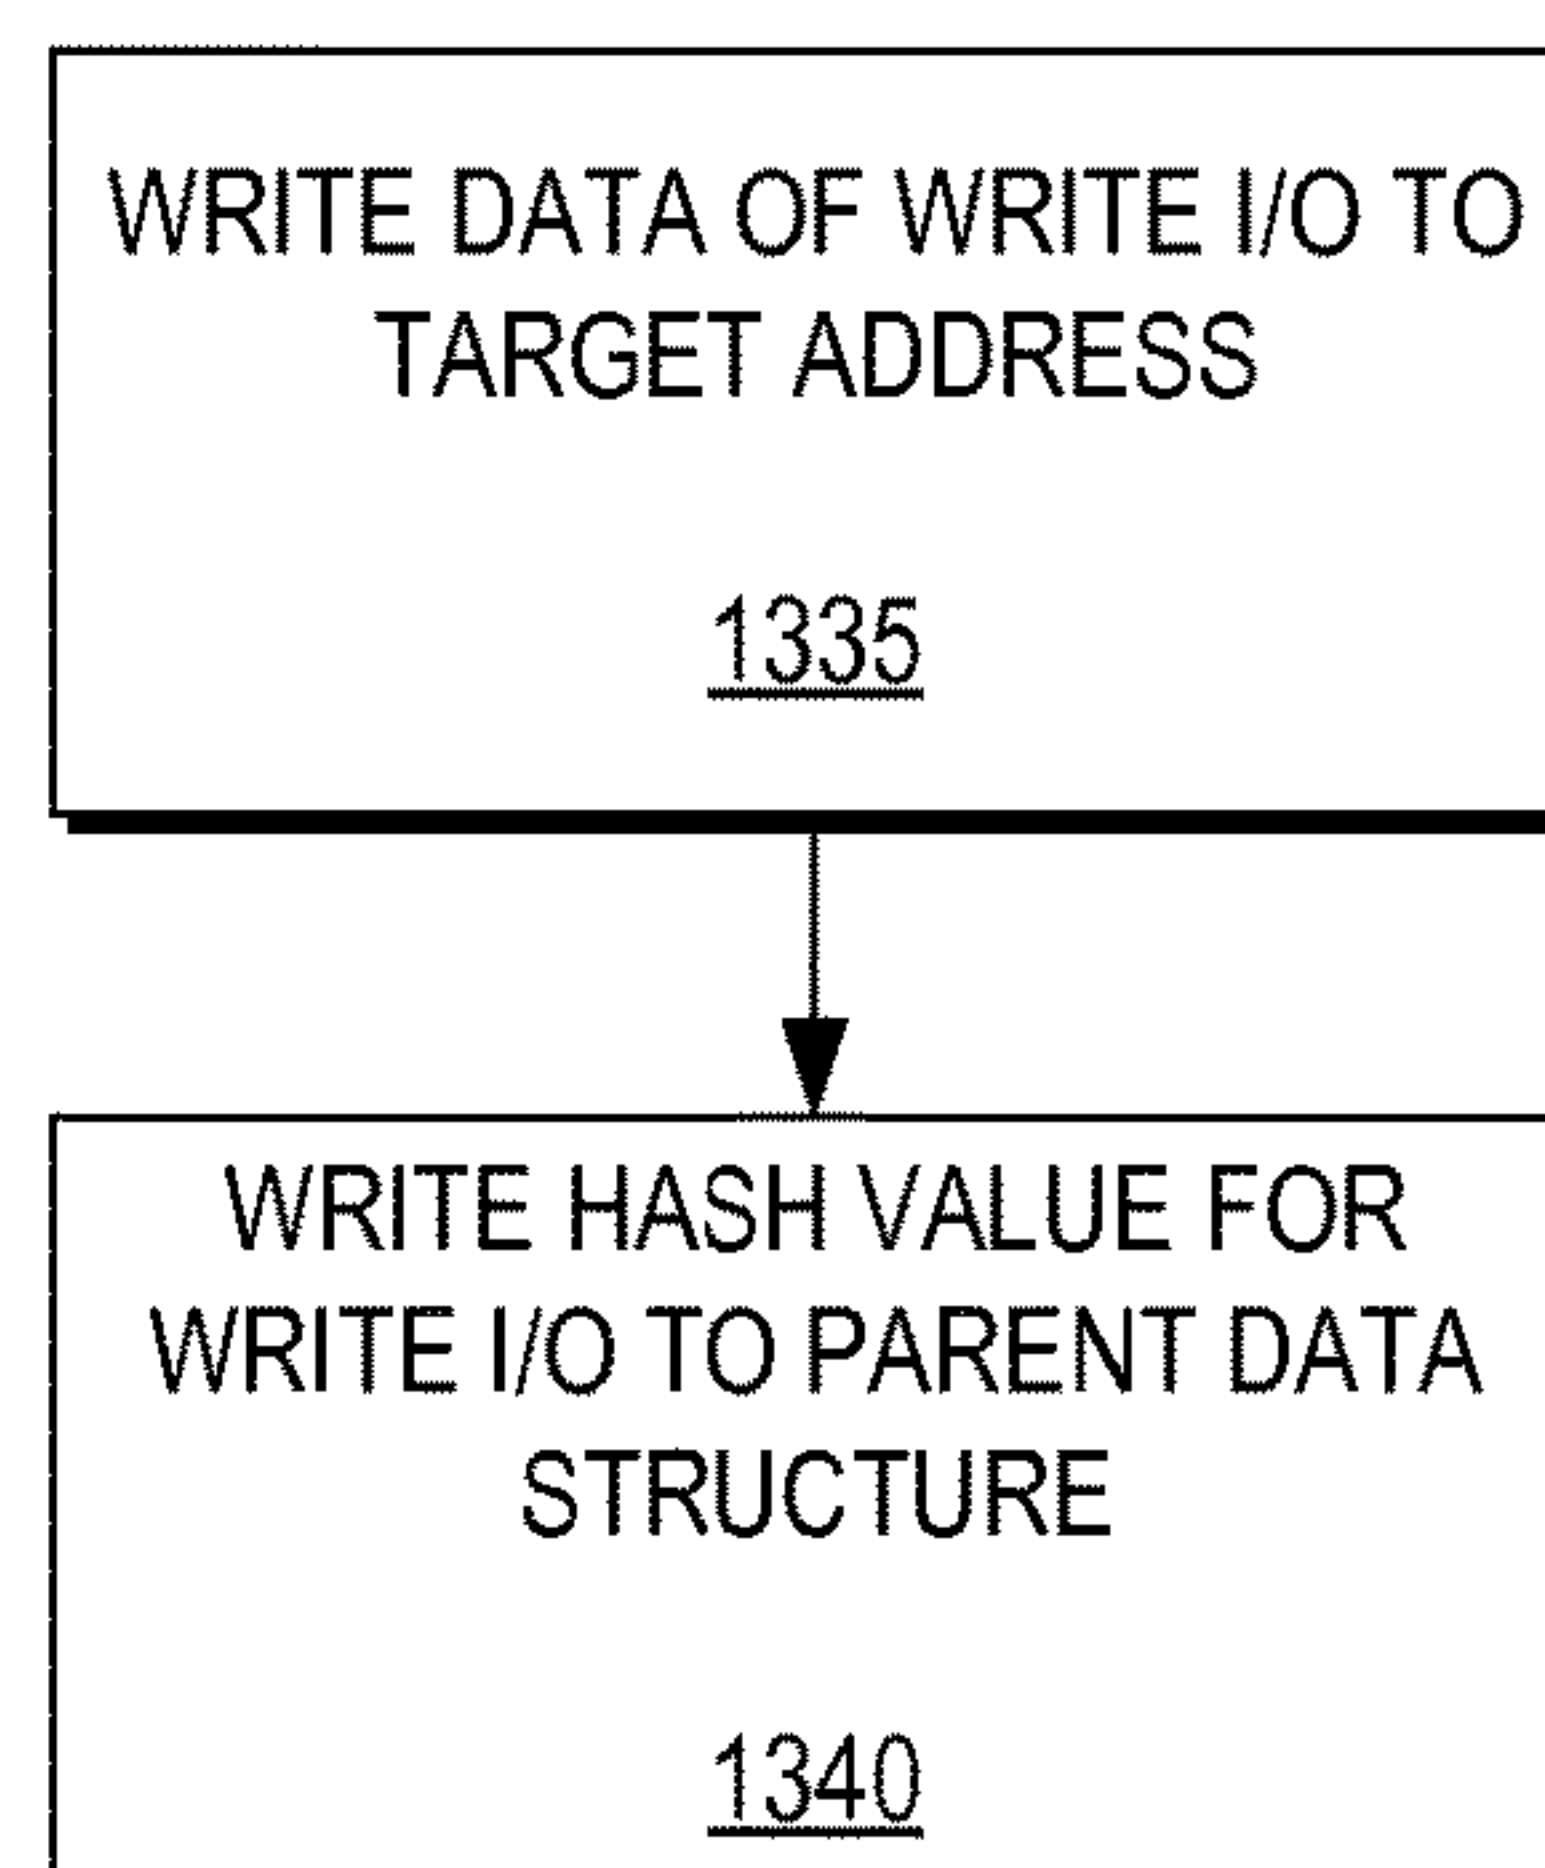 WRITE DATA OF WRITE I/O TO
TARGET ADDRESS
1335
WRITE HASH VALUE FOR
WRITE I/O TO PARENT DATA
STRUCTURE
1340